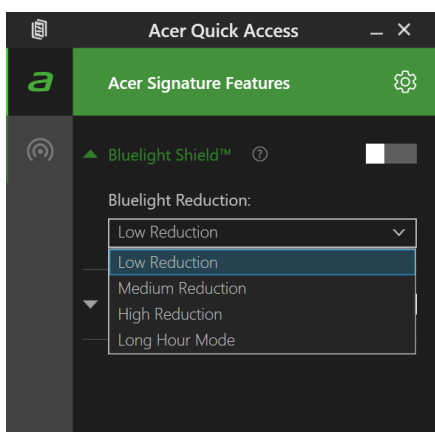 Acer Quick Access
Acer Signature Features
Bluelight Shield™
Bluelight Reduction:
Low Reduction
Low Reduction
Medium Reduction
High Reduction
Long Hour Mode